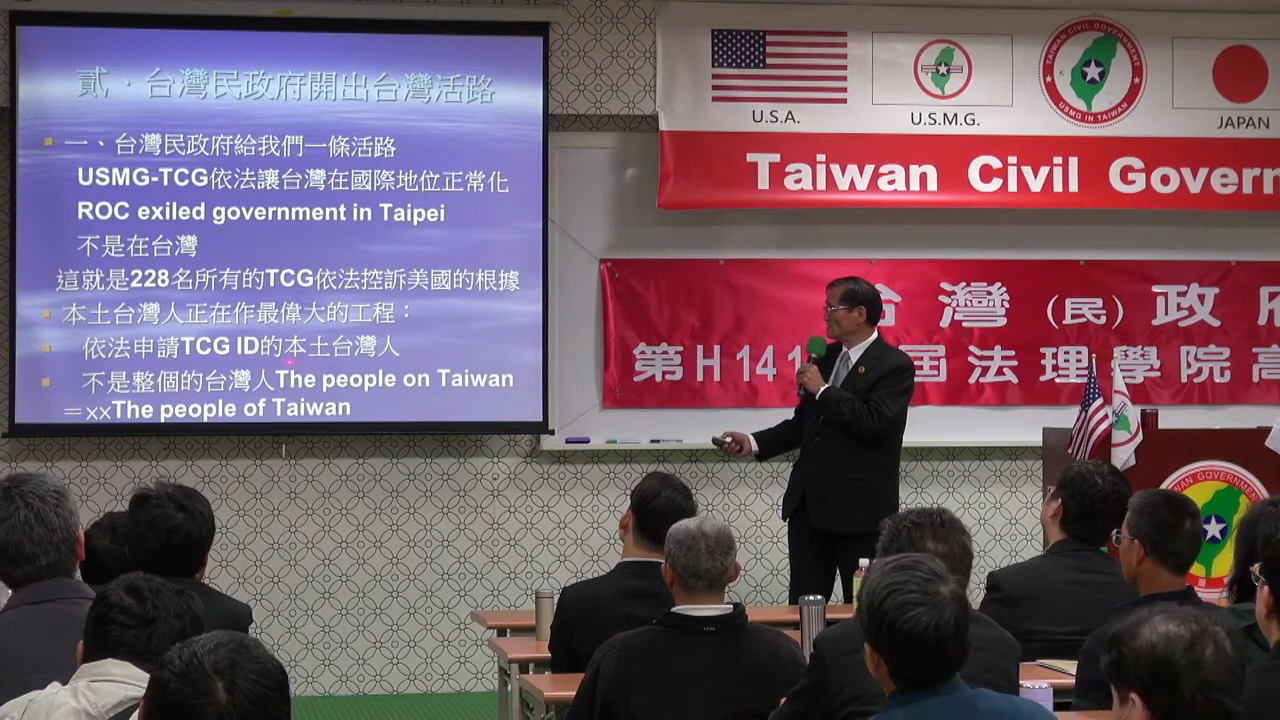 貳、台灣民政府開出台灣活路
一、台灣民政府給我們一條活路
USMG-TCG依法讓台灣在國際地位正常化
ROC exiled government in Taipei
不是在台灣
這就是228名所有的TCG依法控訴美國的根據
本土台灣人正在作最偉大的工程：
依法申請TCG ID的本土台灣人
不是整個的台灣人The people on Taiwan
＝xxThe people of Taiwan
U.S.A.
U.S.M.G.
TAIWAN CIVIL GOVERNMENT
USMG IN TAIWAN
JAPAN
Taiwan Civil Govern
台灣（民）政府
第H141 屆法理學院高
WAN GOVERNMENT